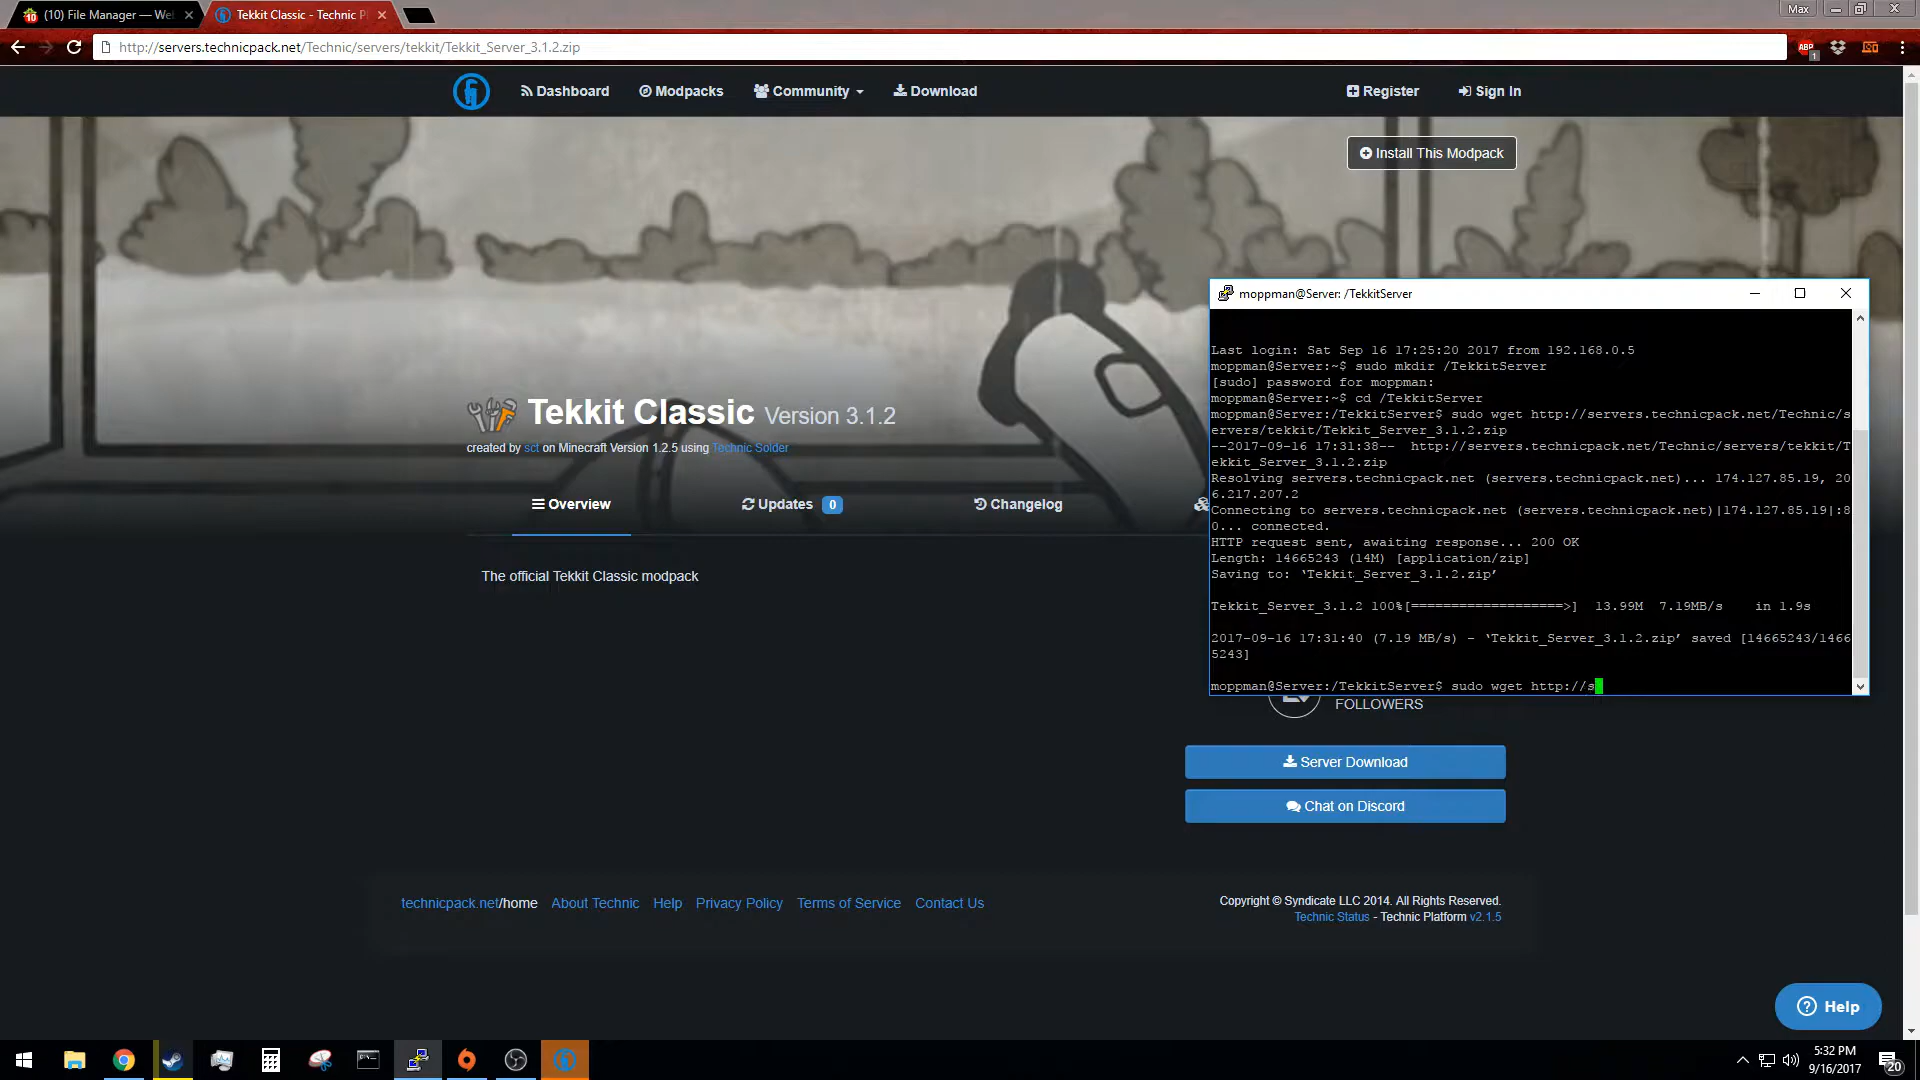 (10) File Manager — We
Tekkit Classic - Technic P
Max
http://servers.technicpack.net/Technic/servers/tekkit/Tekkit_Server_3.1.2.zip
ABP
1
Dashboard
Modpacks
Community
Download
Register
Sign In
Install This Modpack
moppman@Server: /TekkitServer
Last login: Sat Sep 16 17:25:20 2017 from 192.168.0.5
moppman@Server:~$ sudo mkdir /TekkitServer
[sudo] password for moppman:
moppman@Server:~$ cd /TekkitServer
moppman@Server:/TekkitServer$ sudo wget http://servers.technicpack.net/Technic/s
ervers/tekkit/Tekkit_Server_3.1.2.zip
--2017-09-16 17:31:38--  http://servers.technicpack.net/Technic/servers/tekkit/T
ekkit_Server_3.1.2.zip
Resolving servers.technicpack.net (servers.technicpack.net)... 174.127.85.19, 20
6.217.207.2
Connecting to servers.technicpack.net (servers.technicpack.net)|174.127.85.19|:8
0... connected.
HTTP request sent, awaiting response... 200 OK
Length: 14665243 (14M) [application/zip]
Saving to: ‘Tekkit_Server_3.1.2.zip’
Tekkit_Server_3.1.2 100%[===================>]  13.99M  7.19MB/s    in 1.9s
2017-09-16 17:31:40 (7.19 MB/s) - ‘Tekkit_Server_3.1.2.zip’ saved [14665243/1466
5243]
moppman@Server:/TekkitServer$ sudo wget http://s
Tekkit Classic Version 3.1.2
created by sct on Minecraft Version 1.2.5 using Technic Solder
Overview
Updates 0
Changelog
The official Tekkit Classic modpack
FOLLOWERS
Server Download
Chat on Discord
technicpack.net/home
About Technic
Help
Privacy Policy
Terms of Service
Contact Us
Copyright © Syndicate LLC 2014. All Rights Reserved.
Technic Status - Technic Platform v2.1.5
Help
5:32 PM
9/16/2017
20